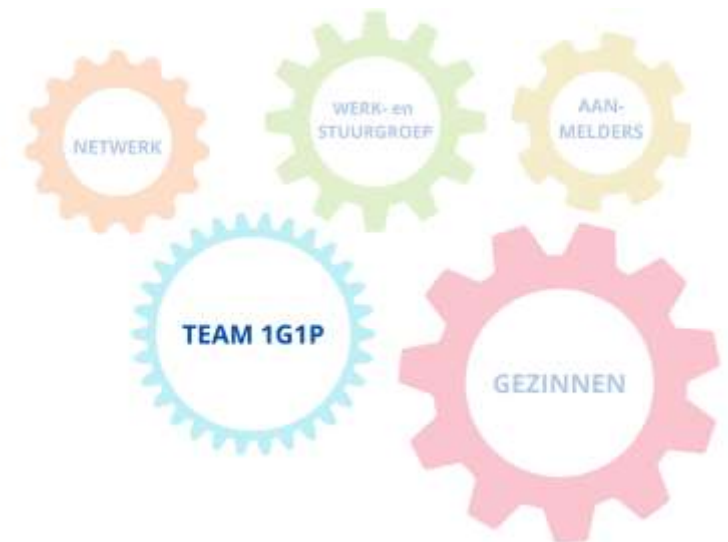 NETWERK
WERK- en
STUURGROEP
AAN-
MELDERS
TEAM 1G1P
GEZINNEN